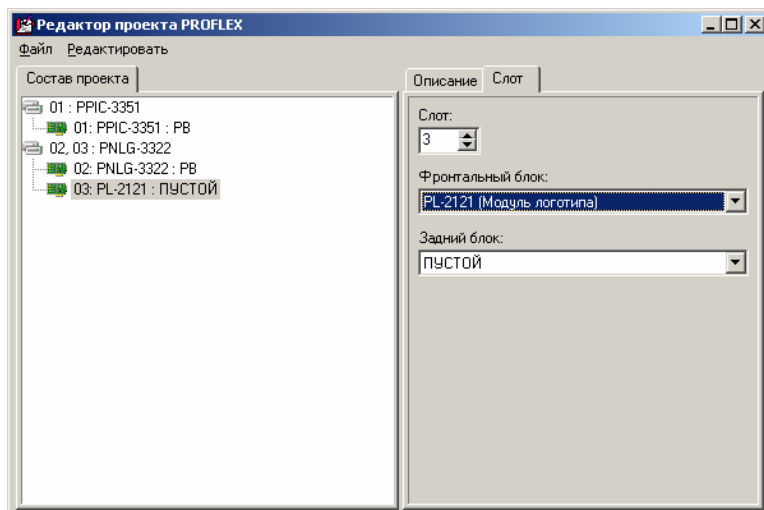 Редактор проекта PROFLEX
Файл Редактировать
Состав проекта
01 : PPIC-3351
01: PPIC-3351 : PB
02, 03 : PNLG-3322
02: PNLG-3322 : PB
03: PL-2121 : ПУСТОЙ
Описание Слот
Слот:
3
Фронтальный блок:
PL-2121 (Модуль логотипа)
Задний блок:
ПУСТОЙ